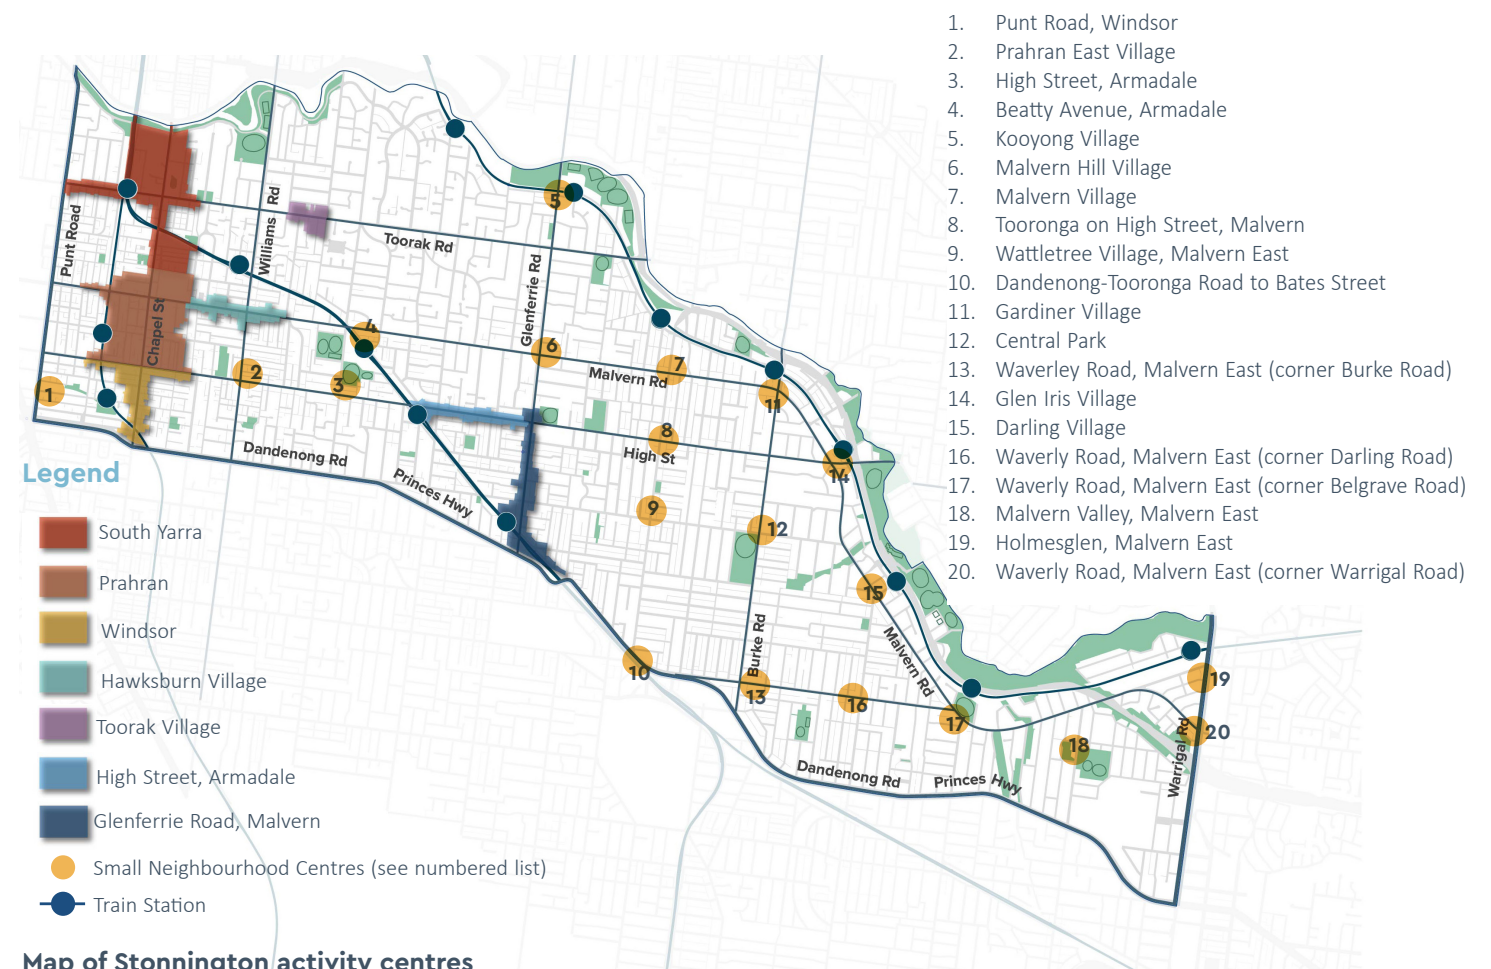 1. Punt Road, Windsor
2. Prahran East Village
3. High Street, Armadale
4. Beatty Avenue, Armadale
5. Kooyong Village
6. Malvern Hill Village
7. Malvern Village
8. Tooronga on High Street, Malvern
9. Wattletree Village, Malvern East
10. Dandenong-Tooronga Road to Bates Street
11. Gardiner Village
12. Central Park
13. Waverley Road, Malvern East (corner Burke Road)
14. Glen Iris Village
15. Darling Village
16. Waverly Road, Malvern East (corner Darling Road)
17. Waverly Road, Malvern East (corner Belgrave Road)
18. Malvern Valley, Malvern East
19. Holmesglen, Malvern East
20. Waverly Road, Malvern East (corner Warrigal Road)
Punt Road
Williams Rd
Toorak Rd
Glenferrie Rd
Chapel St
Malvern Rd
High St
Dandenong Rd
Princes Hwy
Burke Rd
Malvern Rd
Dandenong Rd
Princes Hwy
Warrigal Rd
1
2
3
4
5
6
7
8
9
10
11
12
13
14
15
16
17
18
19
20
Legend
South Yarra
Prahran
Windsor
Hawksburn Village
Toorak Village
High Street, Armadale
Glenferrie Road, Malvern
Small Neighbourhood Centres (see numbered list)
Train Station
Map of Stonnington activity centres